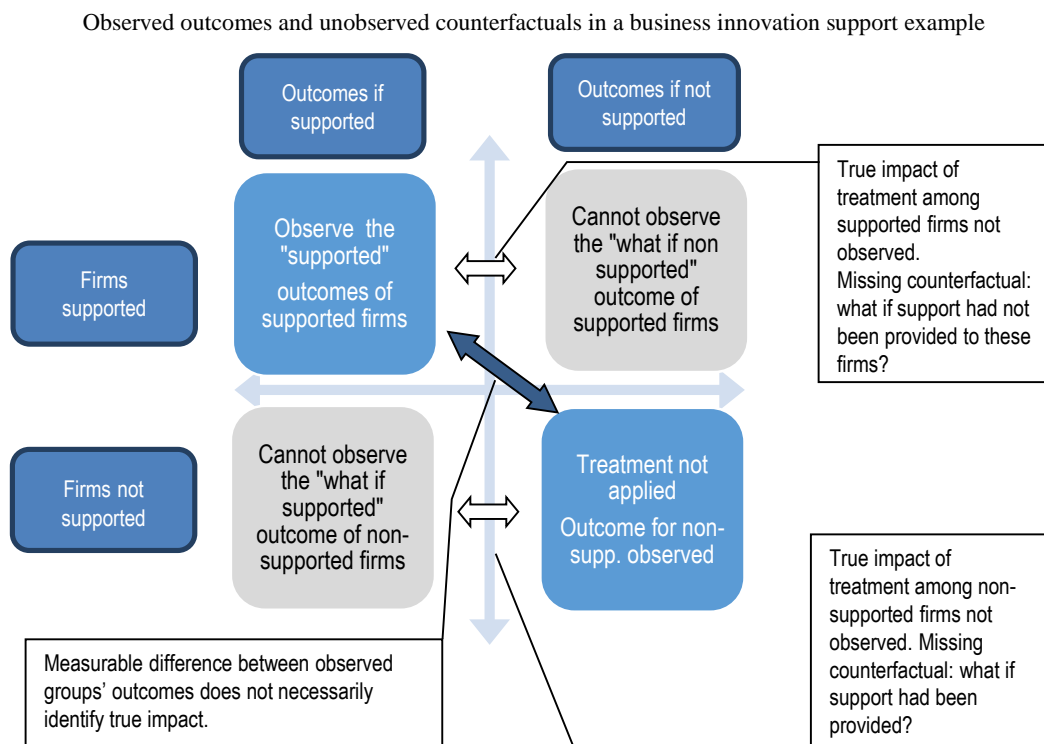 Observed outcomes and unobserved counterfactuals in a business innovation support example
Outcomes if
supported
Outcomes if not
supported
Firms
supported
Observe the
"supported"
outcomes of
supported firms
Cannot observe
the "what if non
supported"
outcome of
supported firms
True impact of
treatment among
supported firms not
observed.
Missing counterfactual:
what if support had not
been provided to these
firms?
Firms not
supported
Cannot observe
the "what if
supported"
outcome of non-
supported firms
Treatment not
applied
Outcome for non-
supp. observed
True impact of
treatment among non-
supported firms not
observed. Missing
counterfactual: what if
support had been
provided?
Measurable difference between observed
groups’ outcomes does not necessarily
identify true impact.